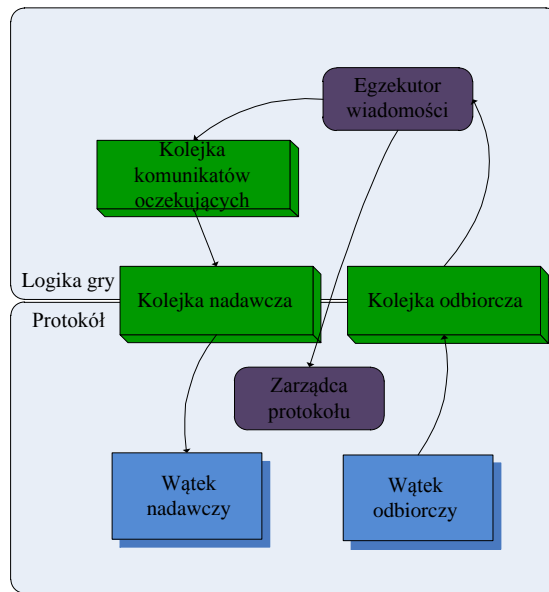 Egzekutor
wiadomości
Kolejka
komunikatów
oczekujących
Logika gry
Kolejka nadawcza
Kolejka odbiorcza
Protokół
Zarządca
protokołu
Wątek
nadawczy
Wątek
odbiorczy